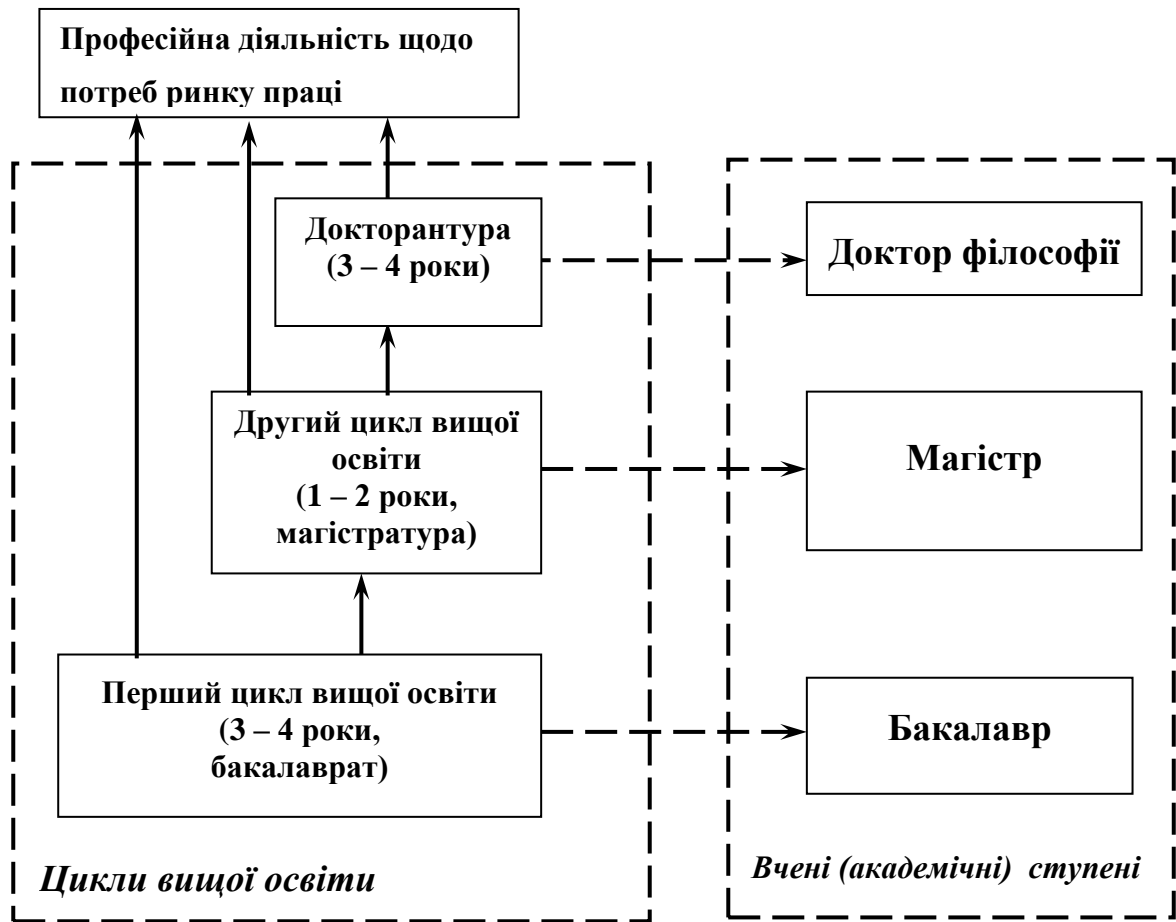 Професійна діяльність щодо
потреб ринку праці
Докторантура
(3 – 4 роки)
Доктор філософії
Другий цикл вищої
освіти
(1 – 2 роки,
магістратура)
Магістр
Перший цикл вищої освіти
(3 – 4 роки,
бакалаврат)
Бакалавр
Цикли вищої освіти
Вчені (академічні) ступені